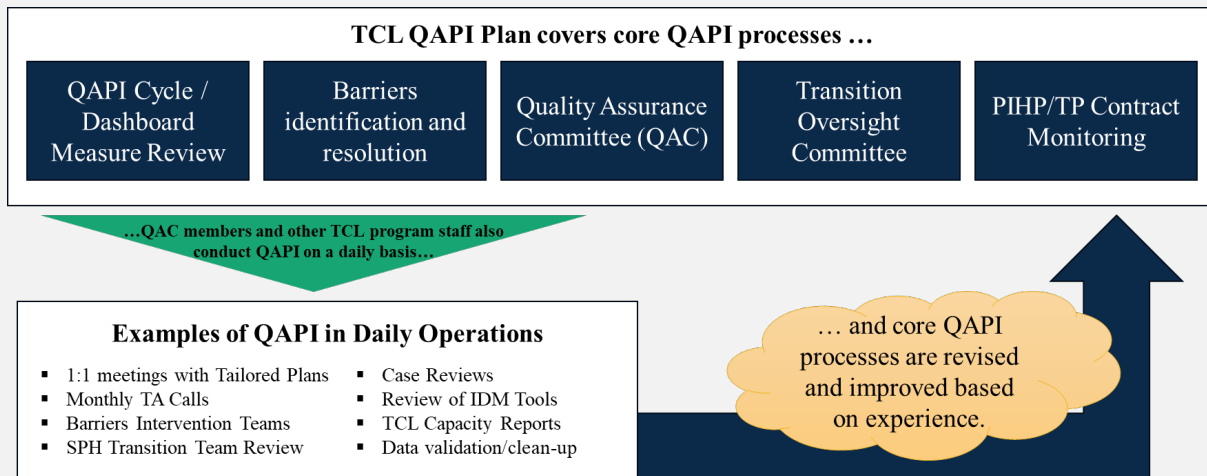 TCL QAPI Plan covers core QAPI processes …
QAPI Cycle /
Dashboard
Measure Review
Barriers
identification and
resolution
Quality Assurance
Committee (QAC)
Transition
Oversight
Committee
PIHP/TP Contract
Monitoring
…QAC members and other TCL program staff also
conduct QAPI on a daily basis…
Examples of QAPI in Daily Operations
▪ 1:1 meetings with Tailored Plans
▪ Monthly TA Calls
▪ Barriers Intervention Teams
▪ SPH Transition Team Review
▪ Case Reviews
▪ Review of IDM Tools
▪ TCL Capacity Reports
▪ Data validation/clean-up
… and core QAPI
processes are revised
and improved based
on experience.